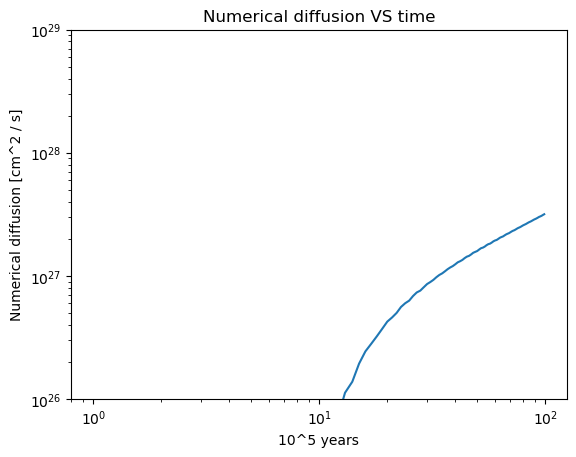 Numerical diffusion VS time
Numerical diffusion [cm^2 / s]
10^29
10^28
10^27
10^26
10^0
10^1
10^2
10^5 years